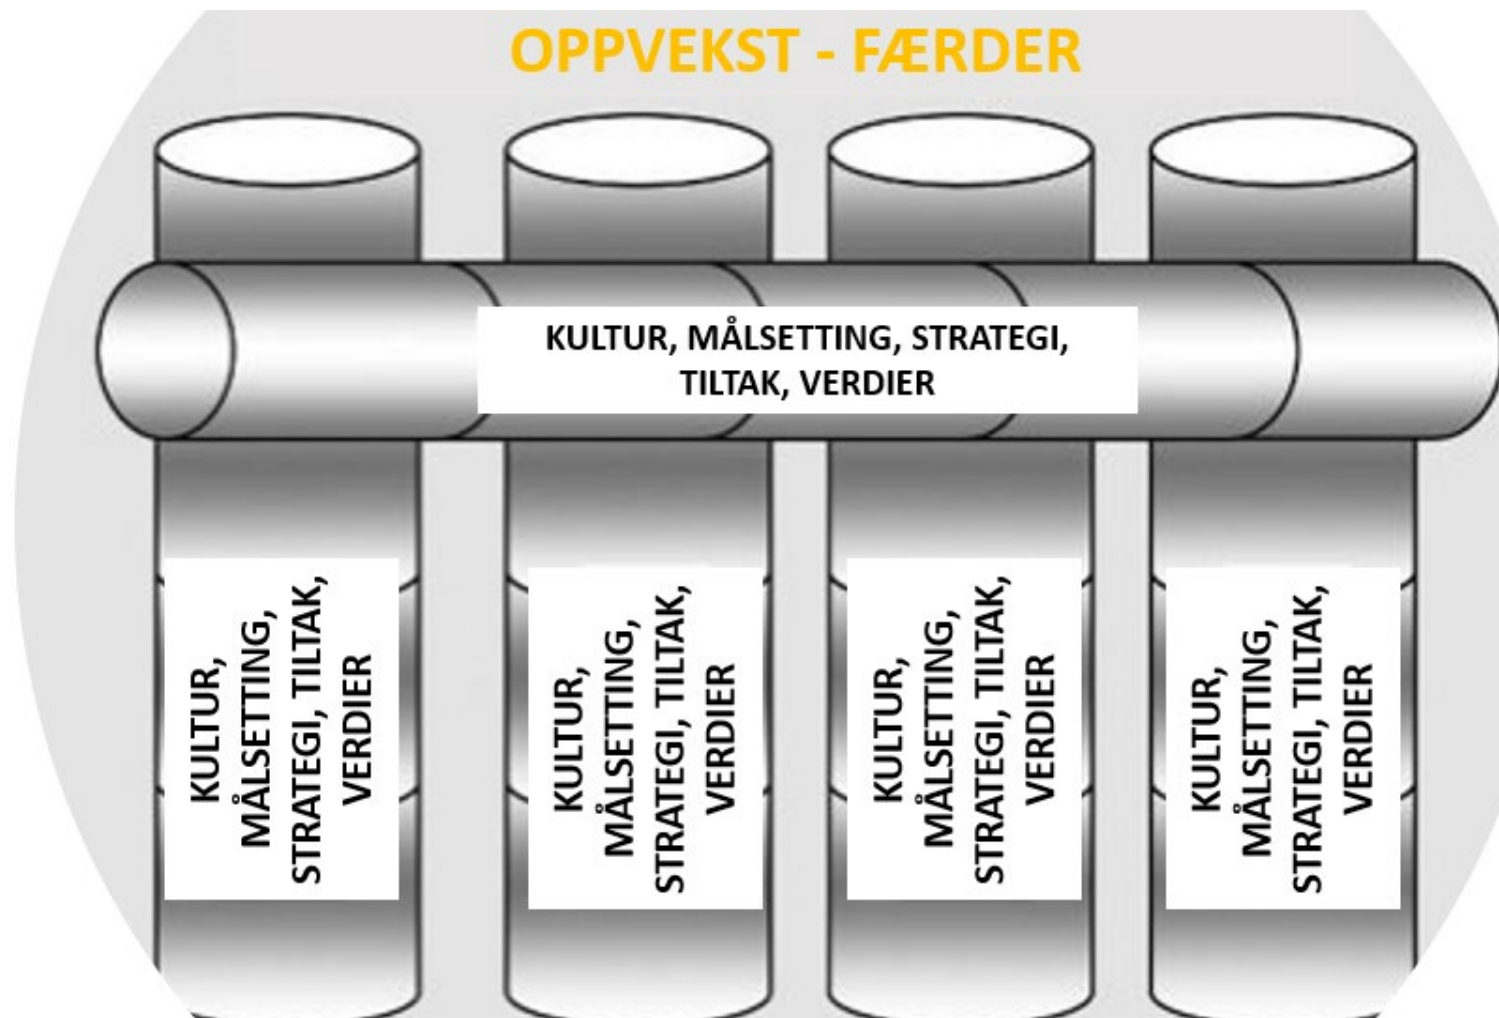 OPPVEKST - FÆRDER
KULTUR, MÅLSETTING, STRATEGI,
TILTAK, VERDIER
KULTUR,
MÅLSETTING,
STRATEGI, TILTAK,
VERDIER
KULTUR,
MÅLSETTING,
STRATEGI, TILTAK,
VERDIER
KULTUR,
MÅLSETTING,
STRATEGI, TILTAK,
VERDIER
KULTUR,
MÅLSETTING,
STRATEGI, TILTAK,
VERDIER